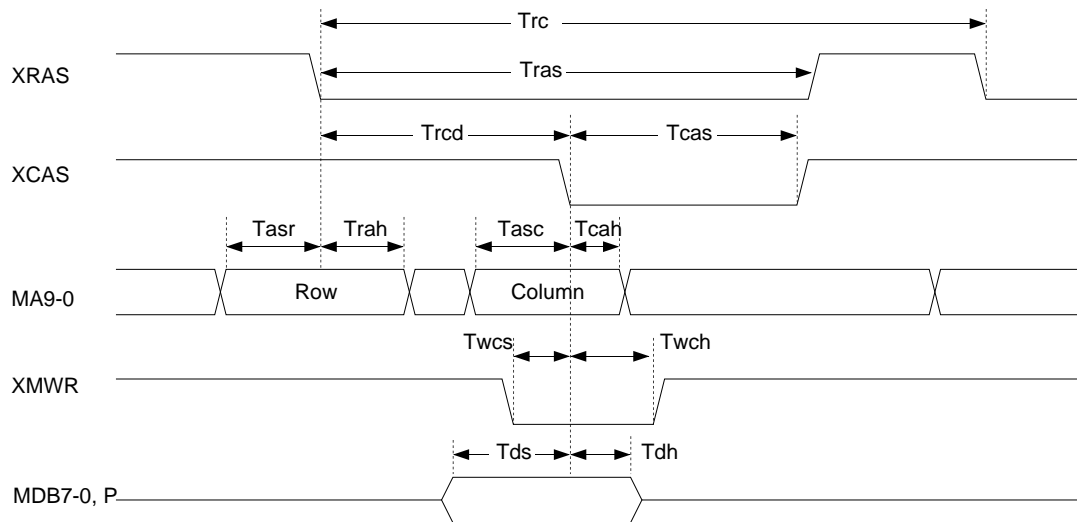 Trc
XRAS
Tras
Trcd
Tcas
XCAS
Tasr
Trah
Tasc
Tcah
MA9-0
Row
Column
Twcs
Twch
XMWR
Tds
Tdh
MDB7-0, P